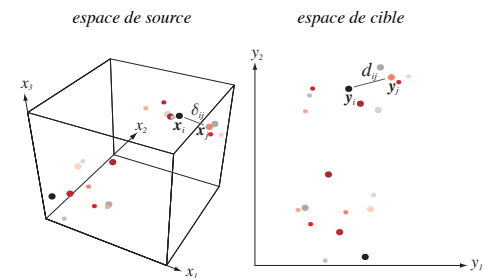 espace de source
espace de cible
x₃
x₂
δᵢⱼ
xᵢ
xⱼ
x₁
y₂
dᵢⱼ
yᵢ
yⱼ
y₁